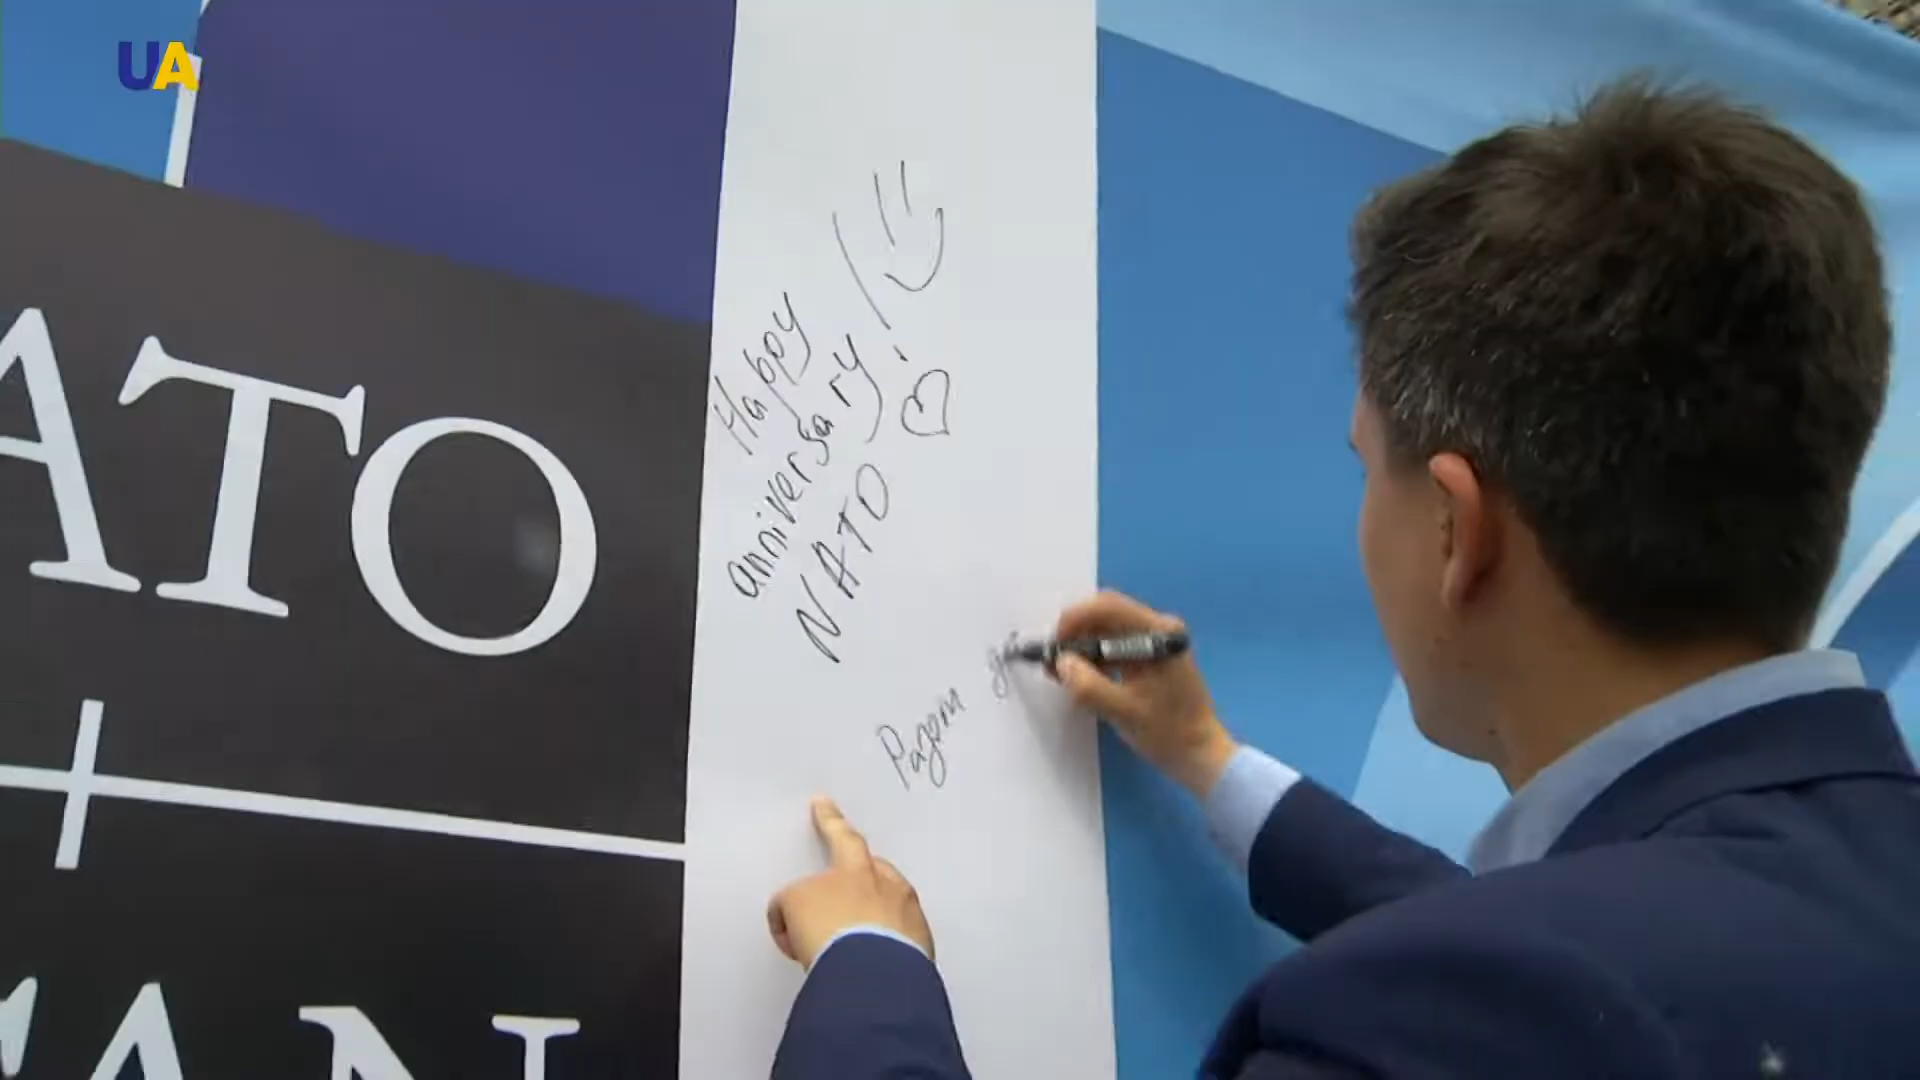 UA
ATO
Happy
anniversary!
NATO
Разом